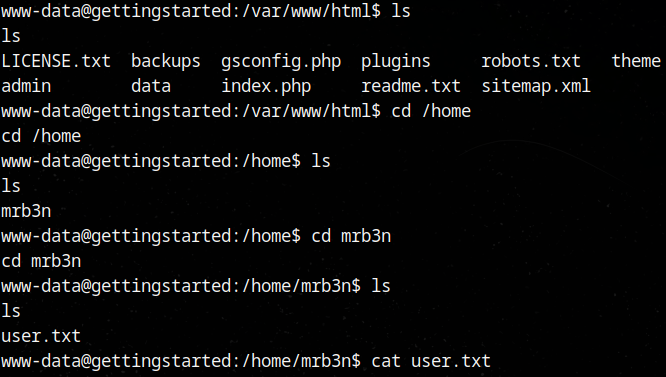 www-data@gettingstarted:/var/www/html$ ls
ls
LICENSE.txt  backups  gsconfig.php  plugins     robots.txt   theme
admin        data     index.php     readme.txt  sitemap.xml
www-data@gettingstarted:/var/www/html$ cd /home
cd /home
www-data@gettingstarted:/home$ ls
ls
mrb3n
www-data@gettingstarted:/home$ cd mrb3n
cd mrb3n
www-data@gettingstarted:/home/mrb3n$ ls
ls
user.txt
www-data@gettingstarted:/home/mrb3n$ cat user.txt